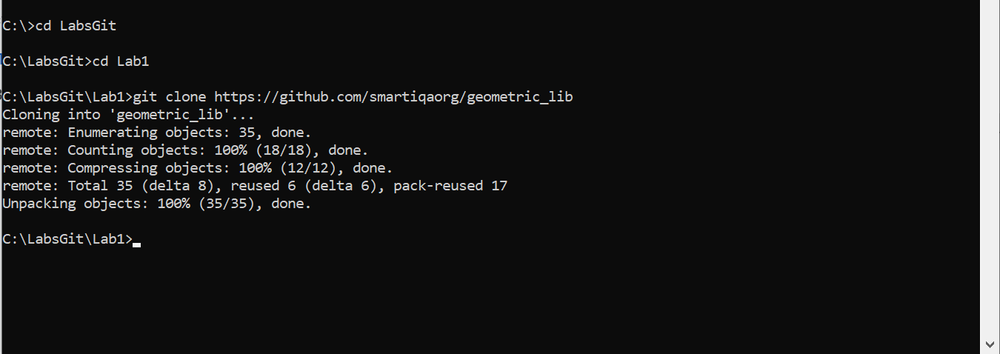 C:\>cd LabsGit
C:\LabsGit>cd Lab1
C:\LabsGit\Lab1>git clone https://github.com/smartiqaorg/geometric_lib
Cloning into 'geometric_lib'...
remote: Enumerating objects: 35, done.
remote: Counting objects: 100% (18/18), done.
remote: Compressing objects: 100% (12/12), done.
remote: Total 35 (delta 8), reused 6 (delta 6), pack-reused 17
Unpacking objects: 100% (35/35), done.
C:\LabsGit\Lab1>